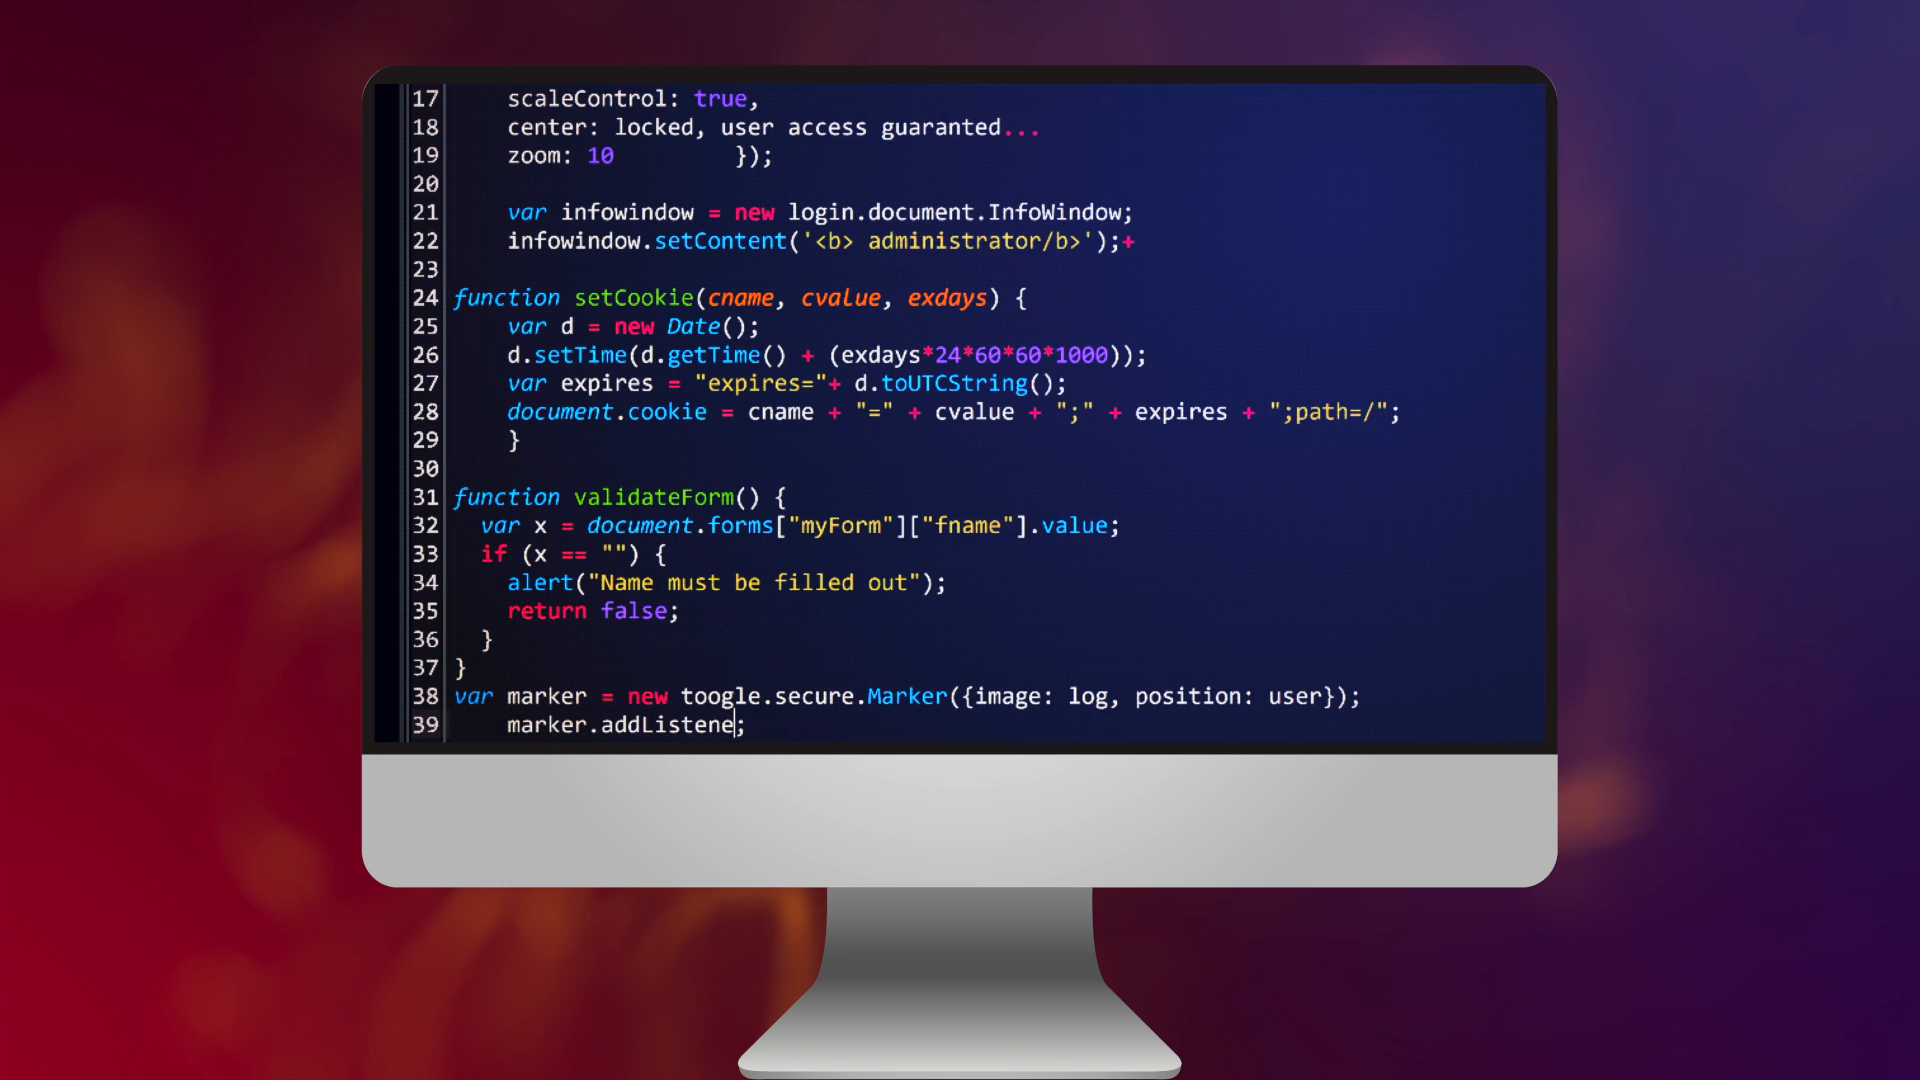 17 scaleControl: true,
18 center: locked, user access guaranted...
19 zoom: 10 });
20
21 var infowindow = new login.document.InfoWindow;
22 infowindow.setContent('<b> administrator/b>');+
23
24 function setCookie(cname, cvalue, exdays) {
25 var d = new Date();
26 d.setTime(d.getTime() + (exdays*24*60*60*1000));
27 var expires = "expires="+ d.toUTCString();
28 document.cookie = cname + "=" + cvalue + ";" + expires + ";path=/";
29 }
30
31 function validateForm() {
32 var x = document.forms["myForm"]["fname"].value;
33 if (x == "") {
34 alert("Name must be filled out");
35 return false;
36 }
37 }
38 var marker = new toogle.secure.Marker({image: log, position: user});
39 marker.addListene;